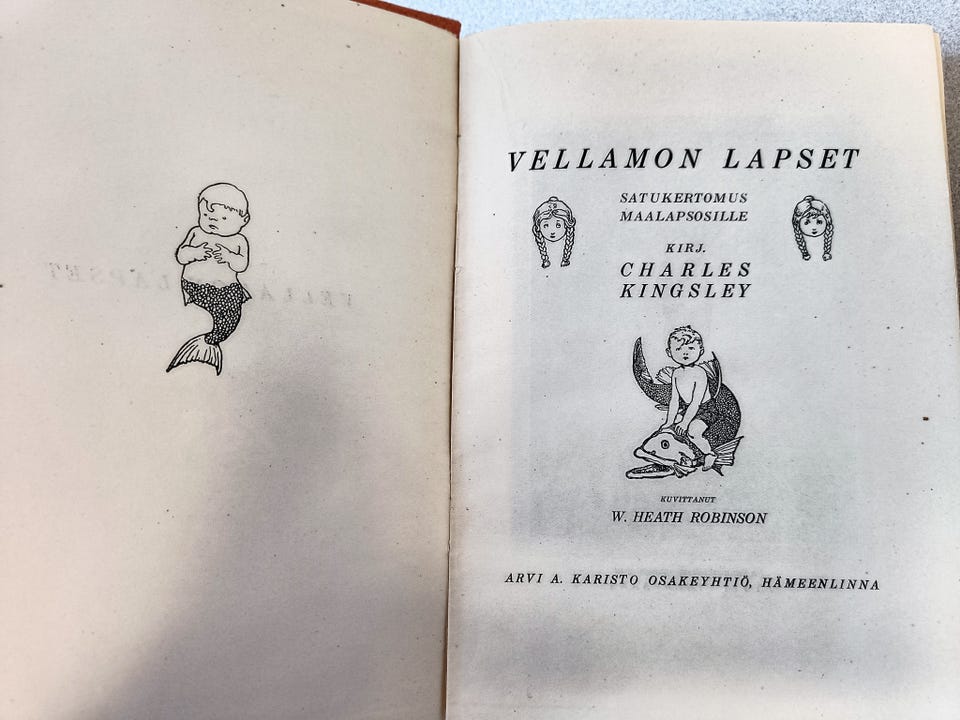 VELLAMON LAPSET
SATUKERTOMUS
MAALAPSOSILLE
KIRJ.
CHARLES
KINGSLEY
KUVITTANUT
W. HEATH ROBINSON
ARVI A. KARISTO OSAKEYHTIÖ, HÄMEENLINNA